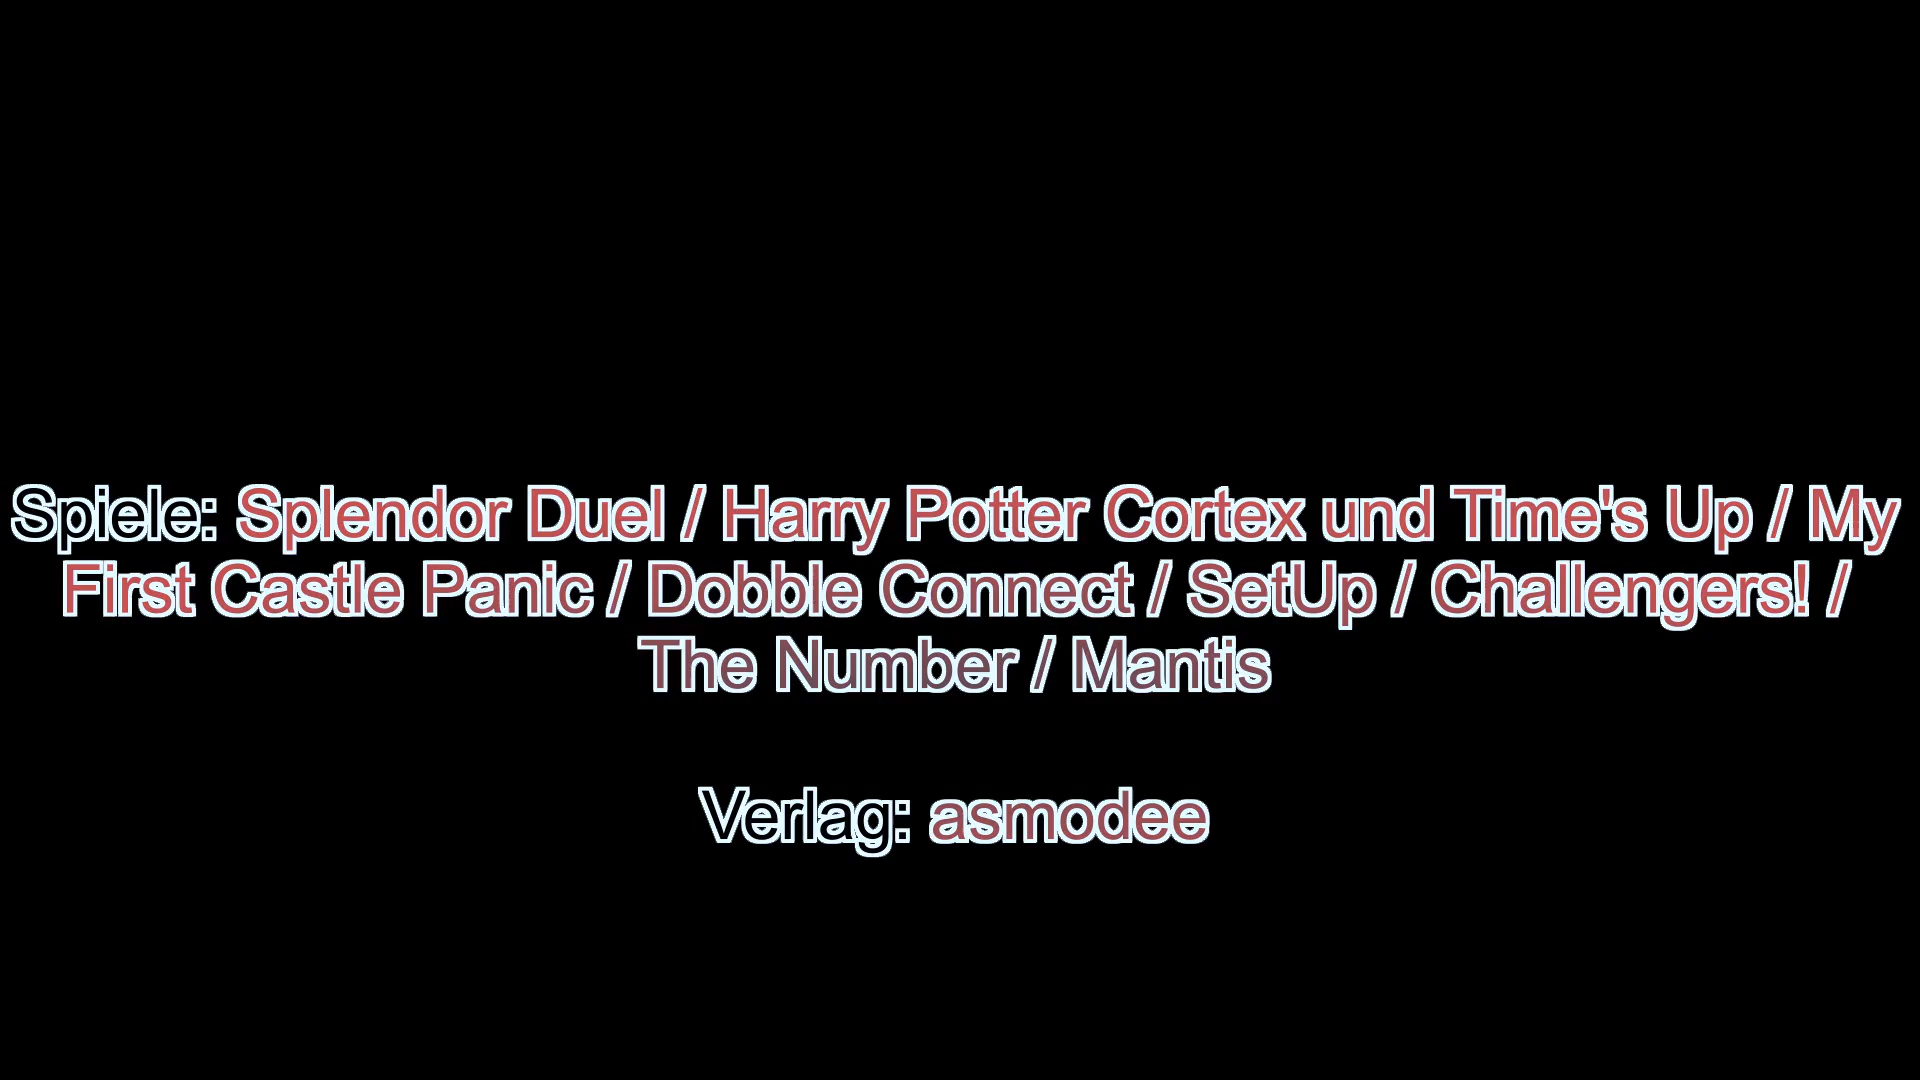 Spiele: Splendor Duel / Harry Potter Cortex und Time's Up / My
First Castle Panic / Dobble Connect / SetUp / Challengers! /
The Number / Mantis
Verlag: asmodee